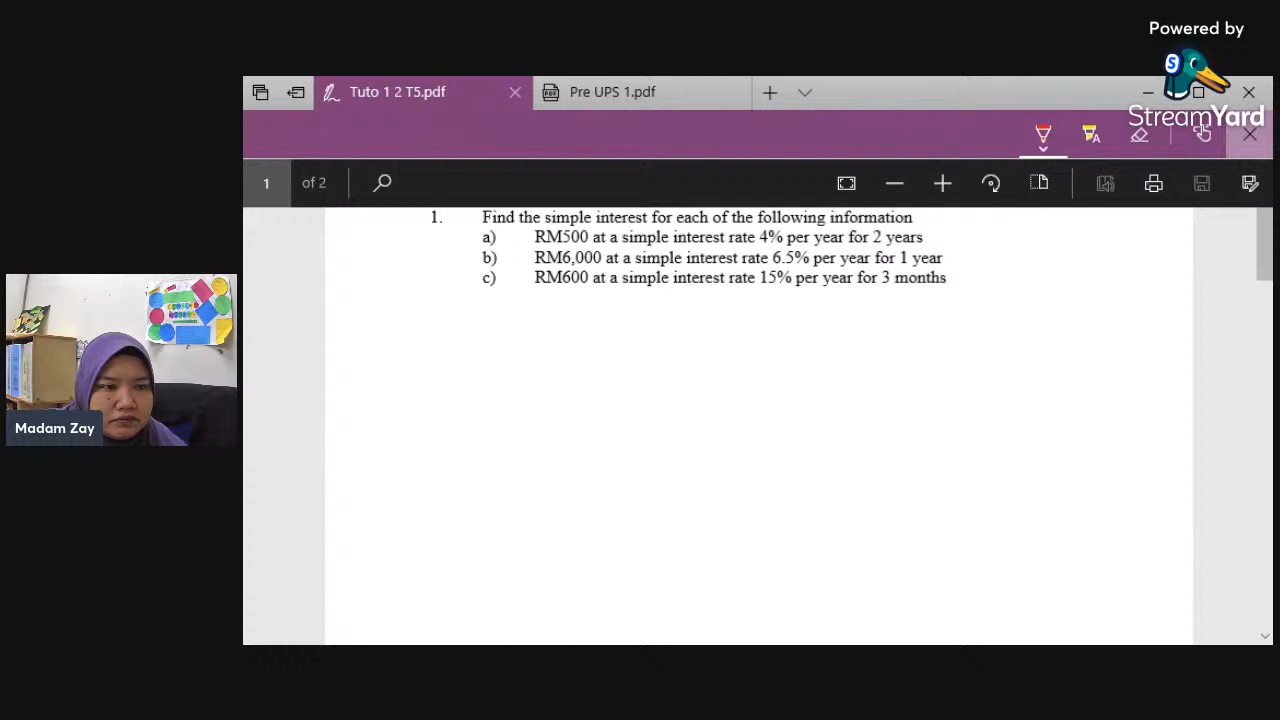 Powered by
StreamYard
Tuto 1 2 T5.pdf
Pre UPS 1.pdf
1 of 2
1. Find the simple interest for each of the following information
a) RM500 at a simple interest rate 4% per year for 2 years
b) RM6,000 at a simple interest rate 6.5% per year for 1 year
c) RM600 at a simple interest rate 15% per year for 3 months
Madam Zay